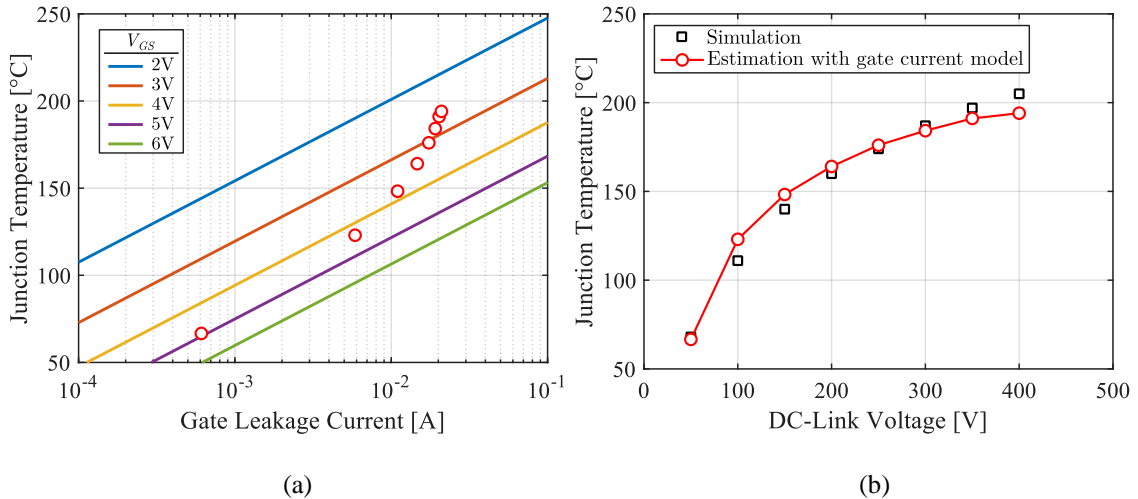 250
200
150
100
50
Junction Temperature [°C]
V_GS
2V
3V
4V
5V
6V
10^-4
10^-3
10^-2
10^-1
Gate Leakage Current [A]
(a)
250
200
150
100
50
Junction Temperature [°C]
Simulation
Estimation with gate current model
0
100
200
300
400
500
DC-Link Voltage [V]
(b)